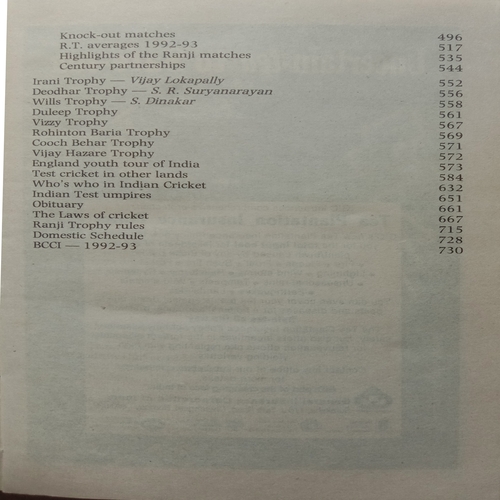 Knock-out matches 496
R.T. averages 1992-93 517
Highlights of the Ranji matches 535
Century partnerships 544
Irani Trophy — Vijay Lokapally 552
Deodhar Trophy — S. R. Suryanarayan 556
Wills Trophy — S. Dinakar 558
Duleep Trophy 561
Vizzy Trophy 567
Rohinton Baria Trophy 569
Cooch Behar Trophy 571
Vijay Hazare Trophy 572
England youth tour of India 573
Test cricket in other lands 584
Who's who in Indian Cricket 632
Indian Test umpires 651
Obituary 661
The Laws of cricket 667
Ranji Trophy rules 715
Domestic Schedule 728
BCCI — 1992-93 730